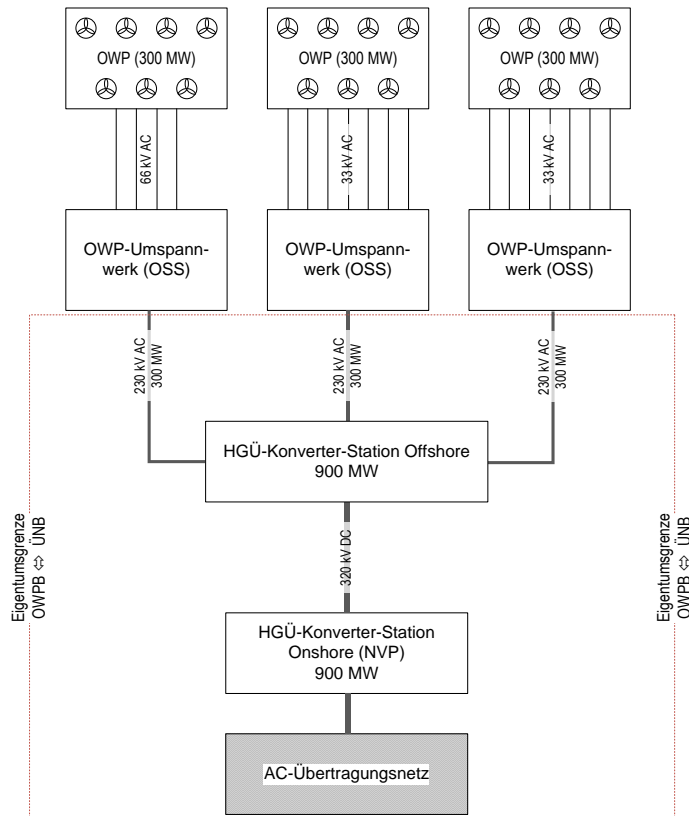 OWP (300 MW)
OWP (300 MW)
OWP (300 MW)
66 kV AC
33 kV AC
33 kV AC
OWP-Umspann-
werk (OSS)
OWP-Umspann-
werk (OSS)
OWP-Umspann-
werk (OSS)
230 kV AC
300 MW
230 kV AC
300 MW
230 kV AC
300 MW
HGÜ-Konverter-Station Offshore
900 MW
Eigentumsgrenze
OWPB ⇔ ÜNB
320 kV DC
Eigentumsgrenze
OWPB ⇔ ÜNB
HGÜ-Konverter-Station
Onshore (NVP)
900 MW
AC-Übertragungsnetz